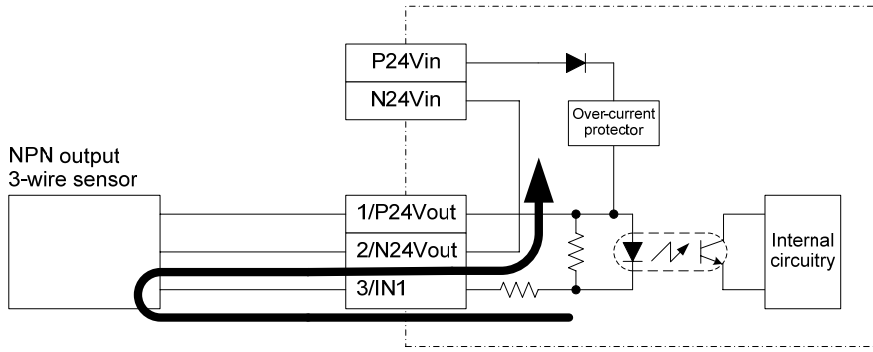 P24Vin
N24Vin
Over-current
protector
NPN output
3-wire sensor
1/P24Vout
2/N24Vout
3/IN1
Internal
circuitry